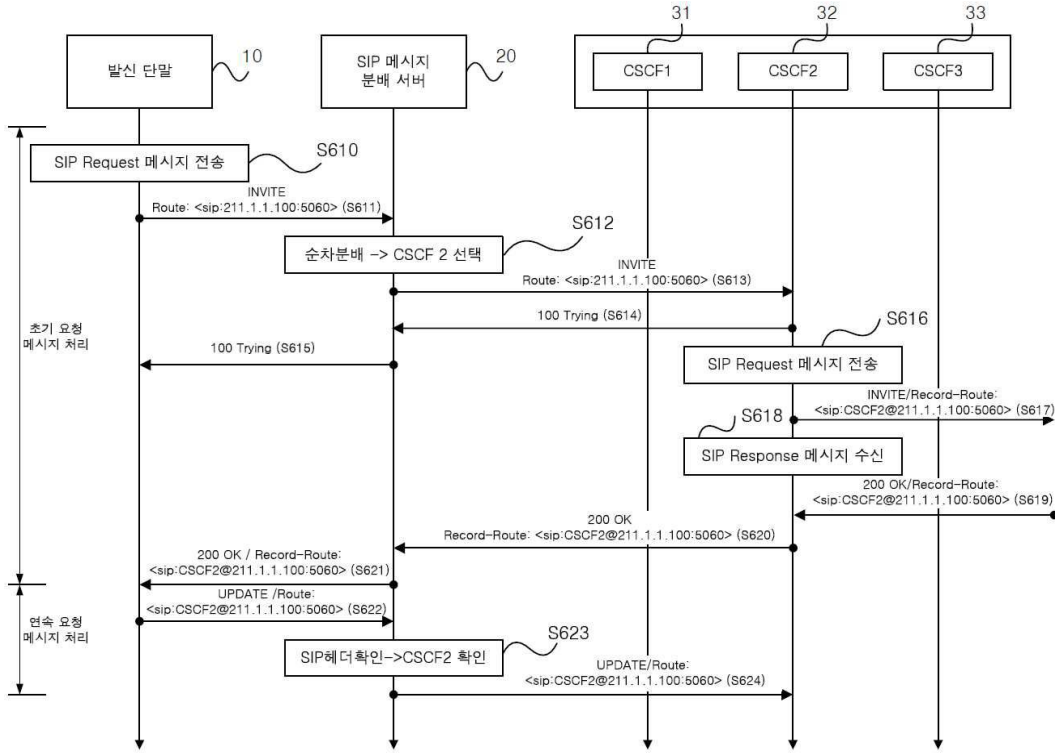 31
32
33
발신 단말
10
SIP 메시지
분배 서버
20
CSCF1
CSCF2
CSCF3
SIP Request 메시지 전송
S610
INVITE
Route: <sip:211.1.1.100:5060> (S611)
순차분배 -> CSCF 2 선택
S612
INVITE
Route: <sip:211.1.1.100:5060> (S613)
100 Trying (S614)
초기 요청
메시지 처리
100 Trying (S615)
S616
SIP Request 메시지 전송
INVITE/Record-Route:
<sip:CSCF2@211.1.1.100:5060> (S617)
S618
SIP Response 메시지 수신
200 OK/Record-Route:
<sip:CSCF2@211.1.1.100:5060> (S619)
200 OK
Record-Route: <sip:CSCF2@211.1.1.100:5060> (S620)
200 OK / Record-Route:
<sip:CSCF2@211.1.1.100:5060> (S621)
UPDATE /Route:
<sip:CSCF2@211.1.1.100:5060> (S622)
연속 요청
메시지 처리
S623
SIP헤더확인->CSCF2 확인
UPDATE/Route:
<sip:CSCF2@211.1.1.100:5060> (S624)